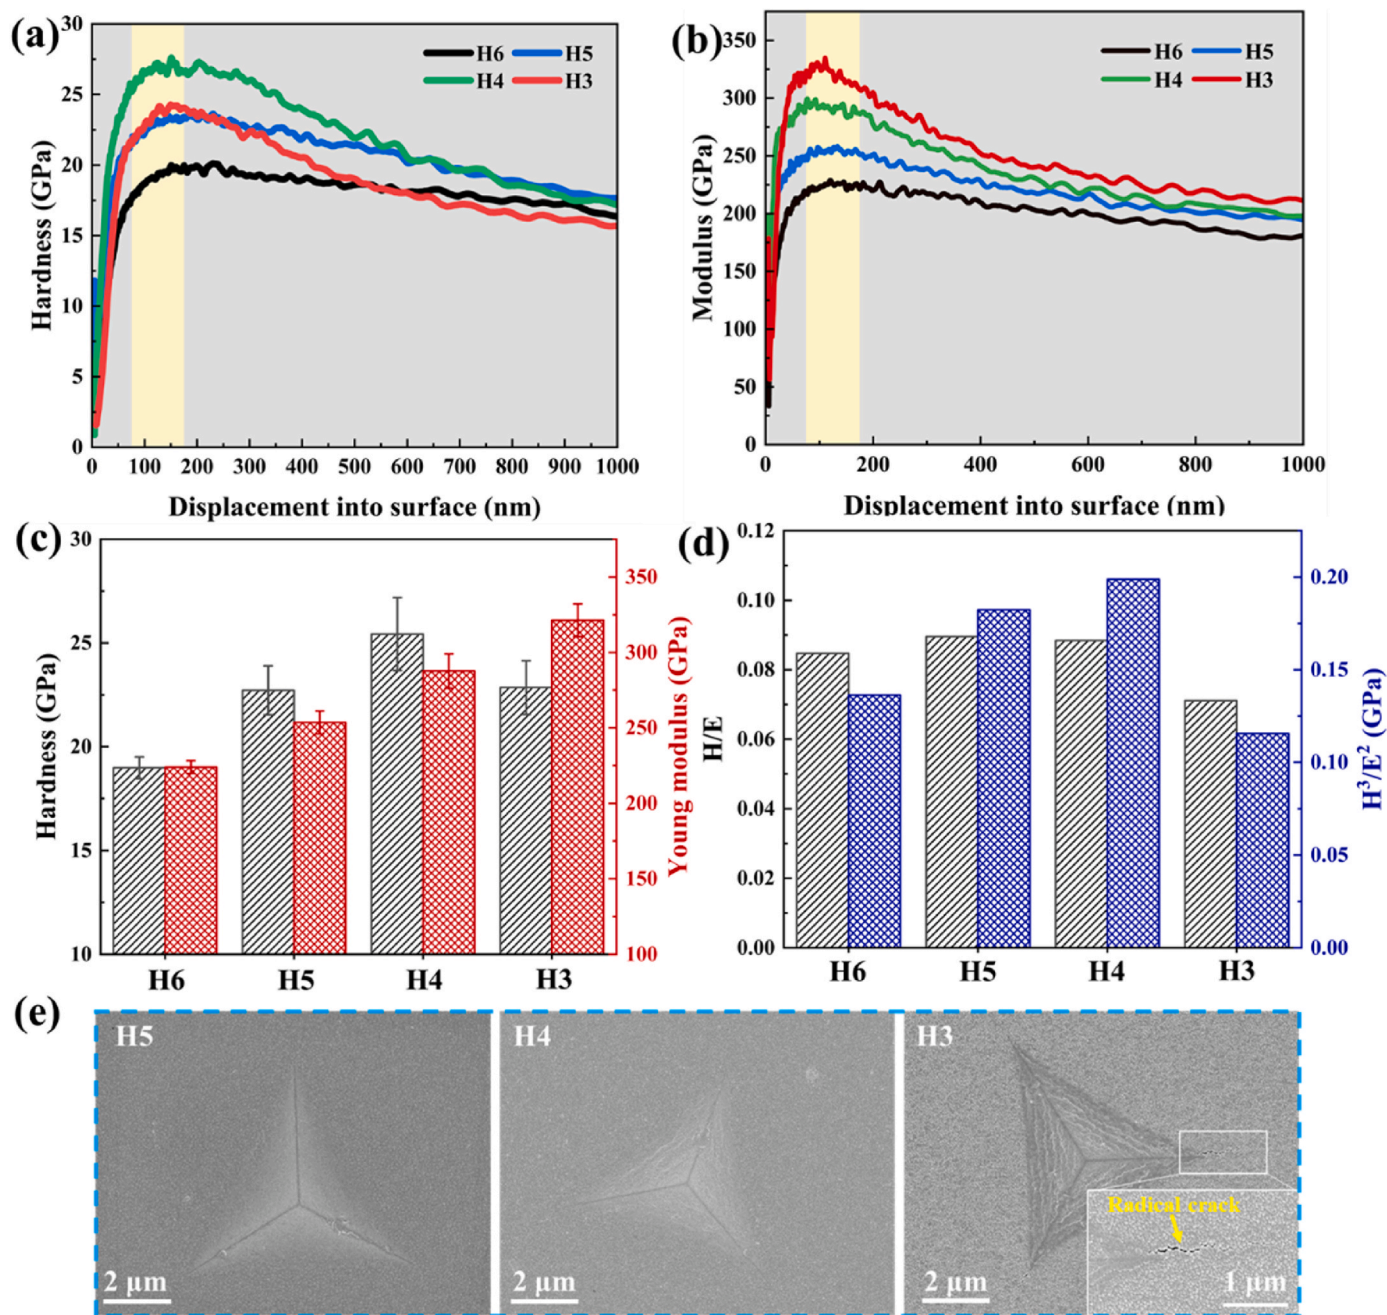 (a)
30
25
20
15
10
5
0
Hardness (GPa)
H6 H5
H4 H3
0 100 200 300 400 500 600 700 800 900 1000
Displacement into surface (nm)
(b)
350
300
250
200
150
100
50
0
Modulus (GPa)
H6 H5
H4 H3
0 200 400 600 800 1000
Displacement into surface (nm)
(c)
30
25
20
15
10
Hardness (GPa)
350
300
250
200
150
100
Young modulus (GPa)
H6 H5 H4 H3
(d)
0.12
0.10
0.08
0.06
0.04
0.02
0.00
H/E
0.20
0.15
0.10
0.05
0.00
H³/E² (GPa)
H6 H5 H4 H3
(e)
H5
2 μm
H4
2 μm
H3
Radical crack
2 μm
1 μm